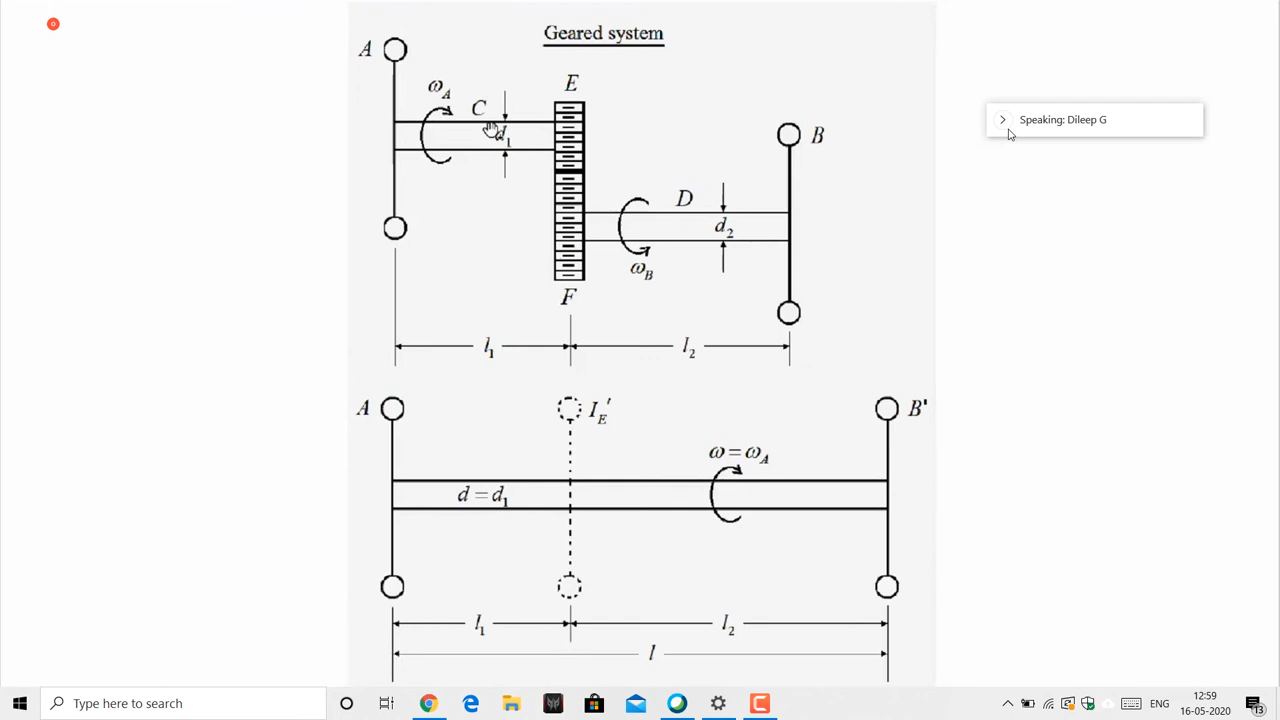 Geared system
A
ω_A
C
d_1
E
B
D
d_2
ω_B
F
l_1
l_2
A
I_E'
B'
ω = ω_A
d = d_1
l_1
l_2
l
Speaking: Dileep G
Type here to search
ENG
12:59
16-05-2020
13